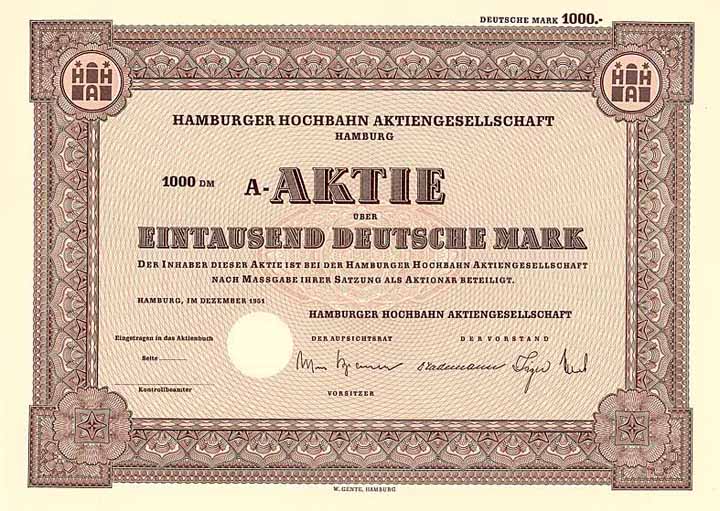 DEUTSCHE MARK 1000.-
HAMBURGER HOCHBAHN AKTIENGESELLSCHAFT
HAMBURG
1000 DM A-AKTIE
ÜBER
EINTAUSEND DEUTSCHE MARK
DER INHABER DIESER AKTIE IST BEI DER HAMBURGER HOCHBAHN AKTIENGESELLSCHAFT
NACH MASSGABE IHRER SATZUNG ALS AKTIONÄR BETEILIGT.
HAMBURG, IM DEZEMBER 1951
HAMBURGER HOCHBAHN AKTIENGESELLSCHAFT
Eingetragen in das Aktienbuch
DER AUFSICHTSRAT DER VORSTAND
Seite
VORSITZER
Kontrollbeamter
W. GENTE, HAMBURG